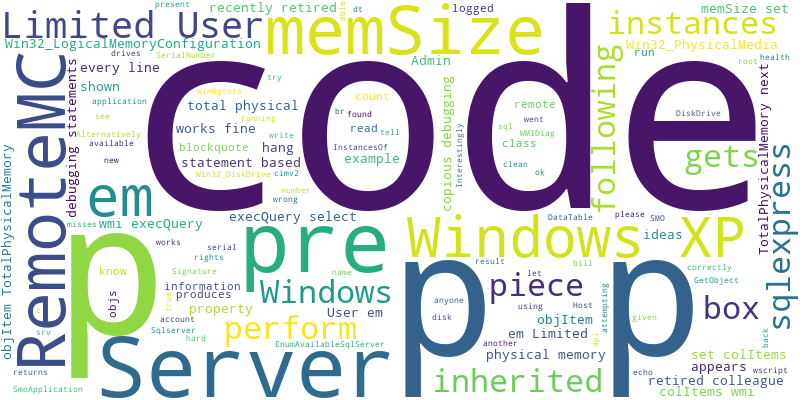 Limited User
recently retired
present
able
dt
logged
memSize
instances
memSize set
Win32_LogicalMemoryConfiguration
Win32_PhysicalMedia
drives
SerialNumber
every line
Admin
run
health
root
RemoteMC
debugging statements
shown
WinMgmts
try
code
application
see
Alternatively
available
new
total physical
running
works fine
write
blockquote
hang
statement based
Win32_DiskDrive
cimv2
number
wrong
count
br
found
read
tell
InstancesOf
example
copious debugging
Interestingly
remote
went
sql
WMIDiag
class
ok
clean
following
DiskDrive
gets
TotalPhysicalMemory next
sqlexpress
objItem TotalPhysicalMemory
em
misses
wmi execQuery
execQuery select
DataTable
SMO
please
ideas
p
pre
Windows XP
know
objs
works
serial
rights
Signature
information
produces
name
property
true
account
Sqlserver
hard
Windows
User em
perform
EnumAvailableSqlServer
result
bill
let
anyone
disk
using
Host
piece
objItem
em Limited
physical memory
another
api
attempting
given
echo
p
p
correctly
GetObject
box
set colItems
appears
back
retired colleague
wscript
colItems wmi
c
srv
returns
SmoApplication
Server
inherited